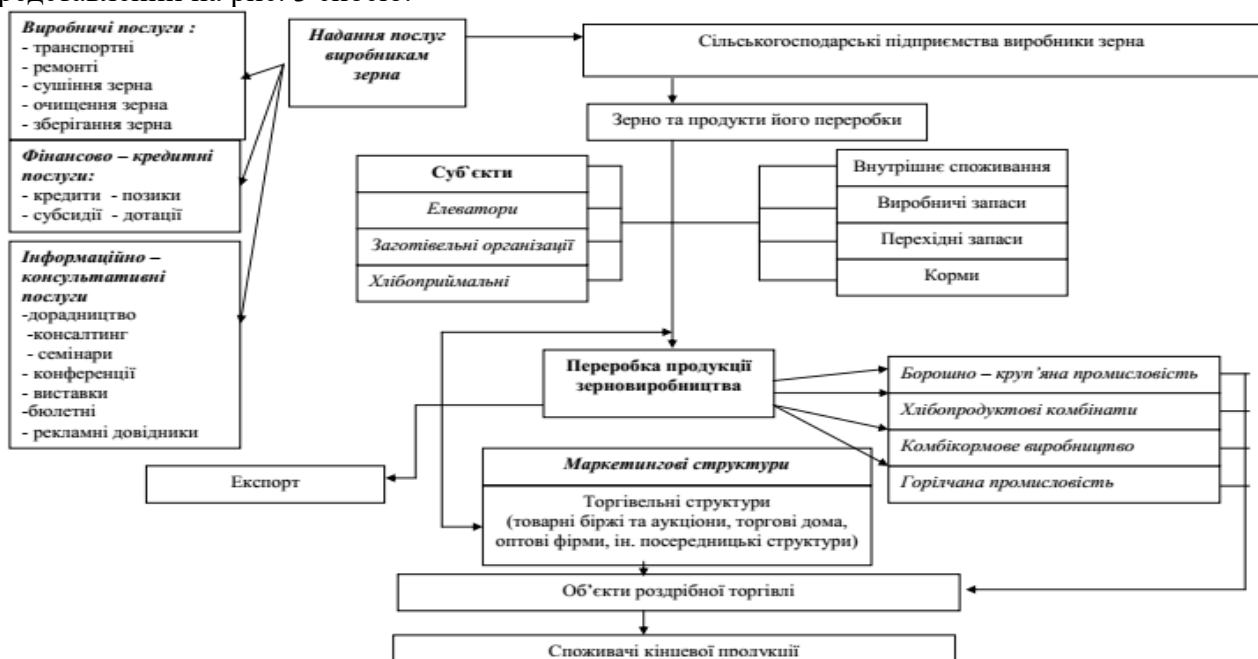 Виробничі послуги :
- транспортні
- ремонті
- сушіння зерна
- очищення зерна
- зберігання зерна
Фінансово – кредитні
послуги:
- кредити - позики
- субсидії - дотації
Інформаційно –
консультативні
послуги
-дорадництво
-консалтинг
- семінари
- конференції
- виставки
-бюлетні
- рекламні довідники
Надання послуг
виробникам
зерна
Сільськогосподарські підприємства виробники зерна
Зерно та продукти його переробки
Суб`єкти
Елеватори
Заготівельні організації
Хлібоприймальні
Внутрішнє споживання
Виробничі запаси
Перехідні запаси
Корми
Переробка продукції
зерновиробництва
Борошно – круп’яна промисловість
Хлібопродуктові комбінати
Комбікормове виробництво
Горілчана промисловість
Експорт
Маркетингові структури
Торгівельні структури
(товарні біржі та аукціони, торгові дома,
оптові фірми, ін. посередницькі структури)
Об’єкти роздрібної торгівлі
Споживачі кінцевої продукції